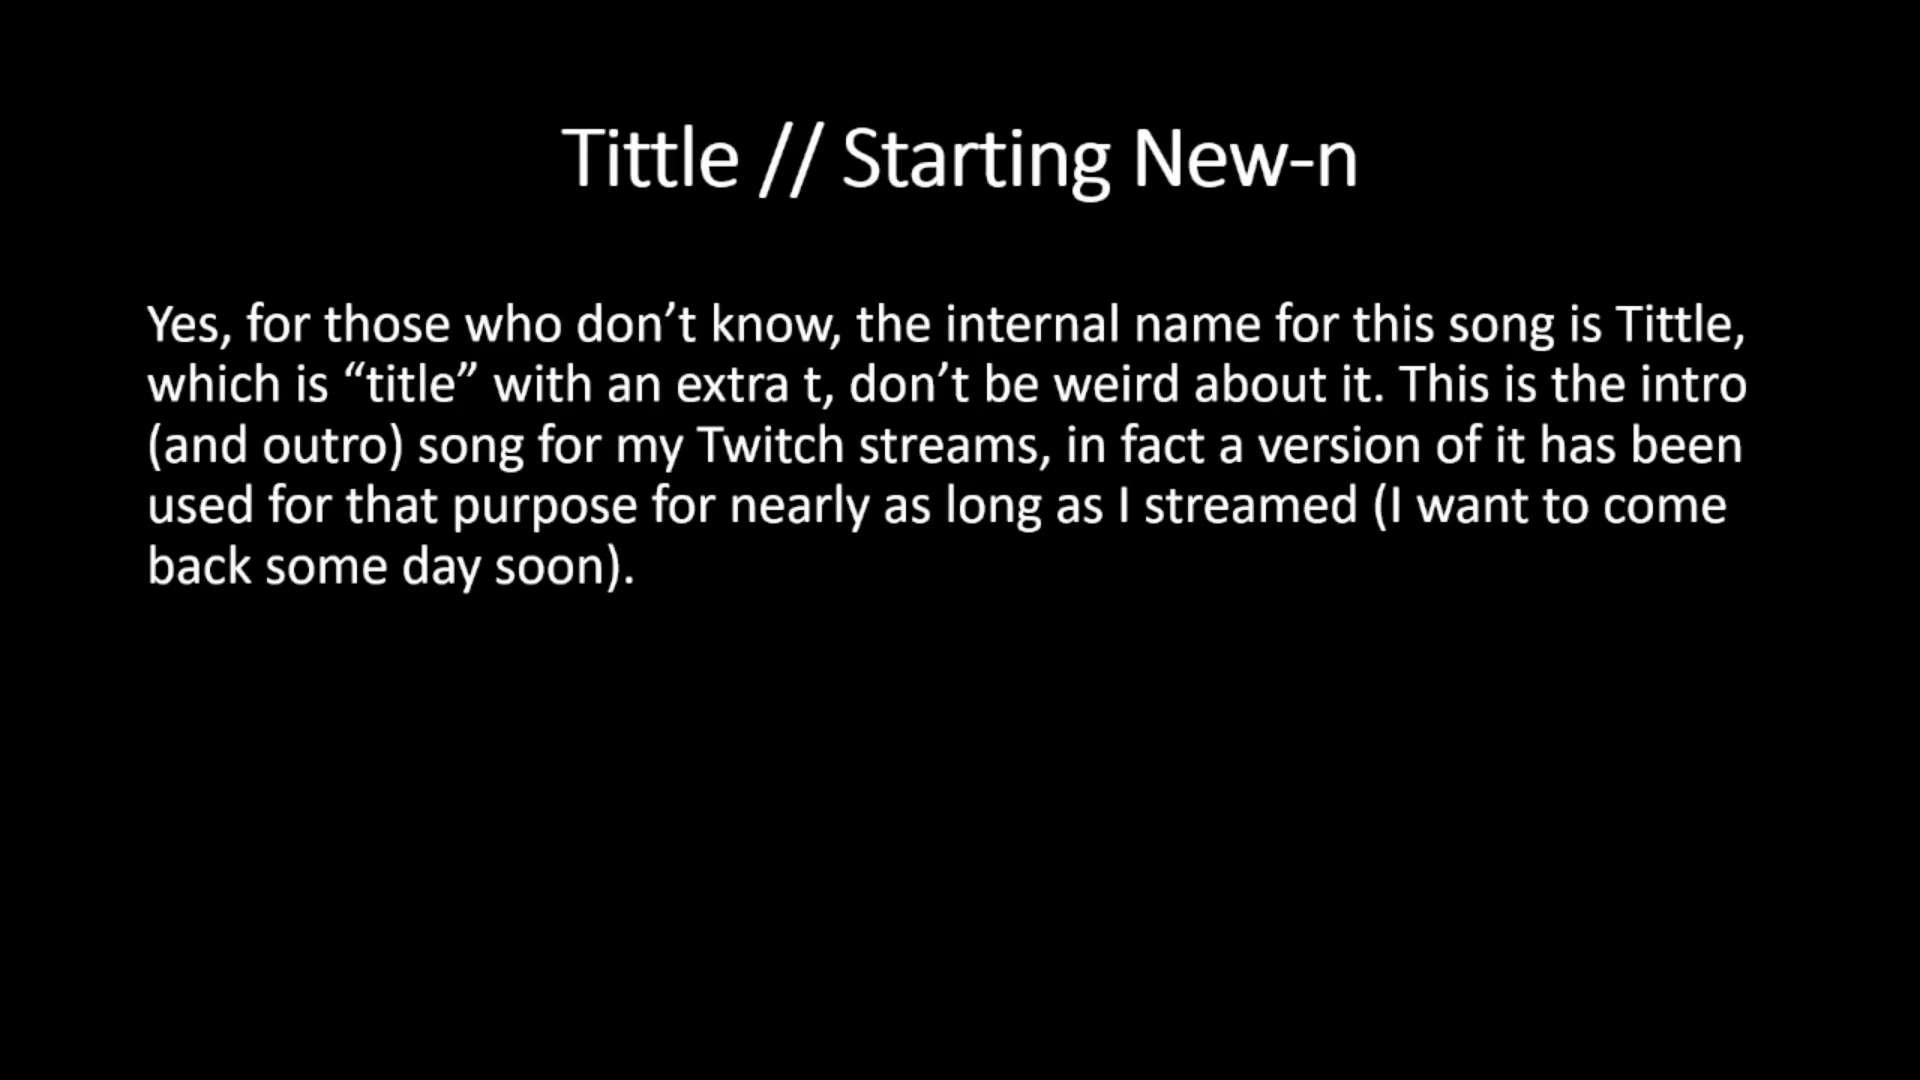 Tittle // Starting New-n
Yes, for those who don’t know, the internal name for this song is Tittle,
which is “title” with an extra t, don’t be weird about it. This is the intro
(and outro) song for my Twitch streams, in fact a version of it has been
used for that purpose for nearly as long as I streamed (I want to come
back some day soon).